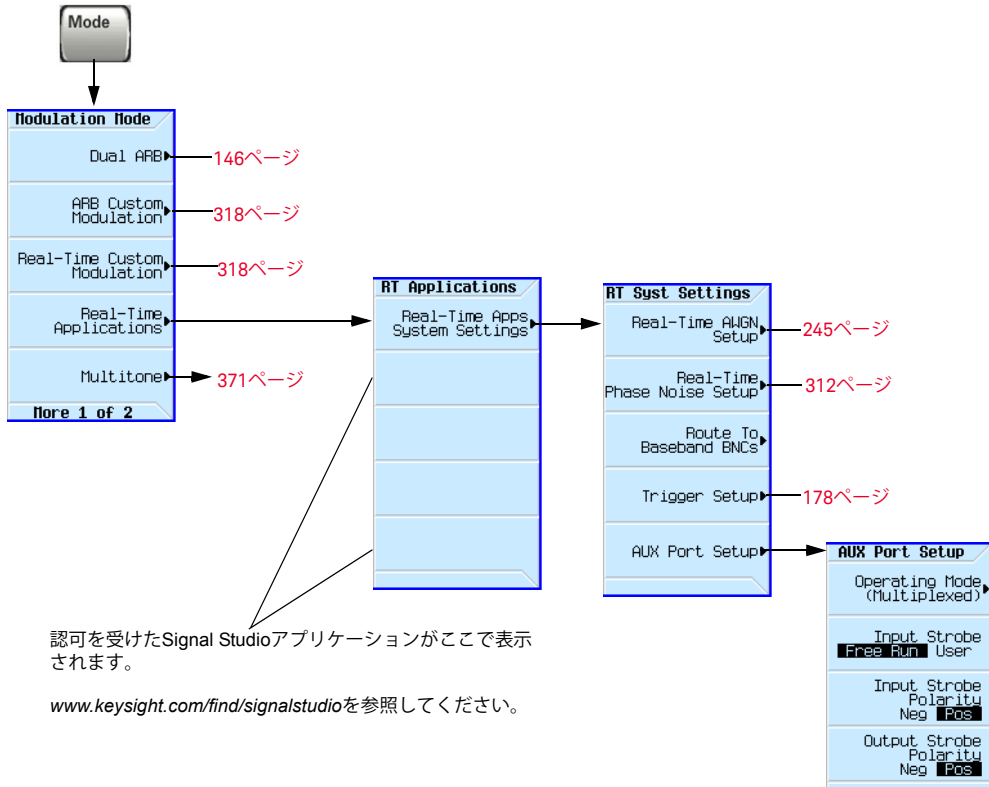 Mode
Modulation Mode
Dual ARB
146ページ
ARB Custom
Modulation
318ページ
Real-Time Custom
Modulation
318ページ
Real-Time
Applications
Multitone
371ページ
More 1 of 2
RT Applications
Real-Time Apps
System Settings
RT Syst Settings
Real-Time AWGN
Setup
245ページ
Real-Time
Phase Noise Setup
312ページ
Route To
Baseband BNCs
Trigger Setup
178ページ
AUX Port Setup
AUX Port Setup
Operating Mode
(Multiplexed)
Input Strobe
Free Run User
Input Strobe
Polarity
Neg Pos
Output Strobe
Polarity
Neg Pos
認可を受けたSignal Studioアプリケーションがここで表示
されます。
www.keysight.com/find/signalstudioを参照してください。